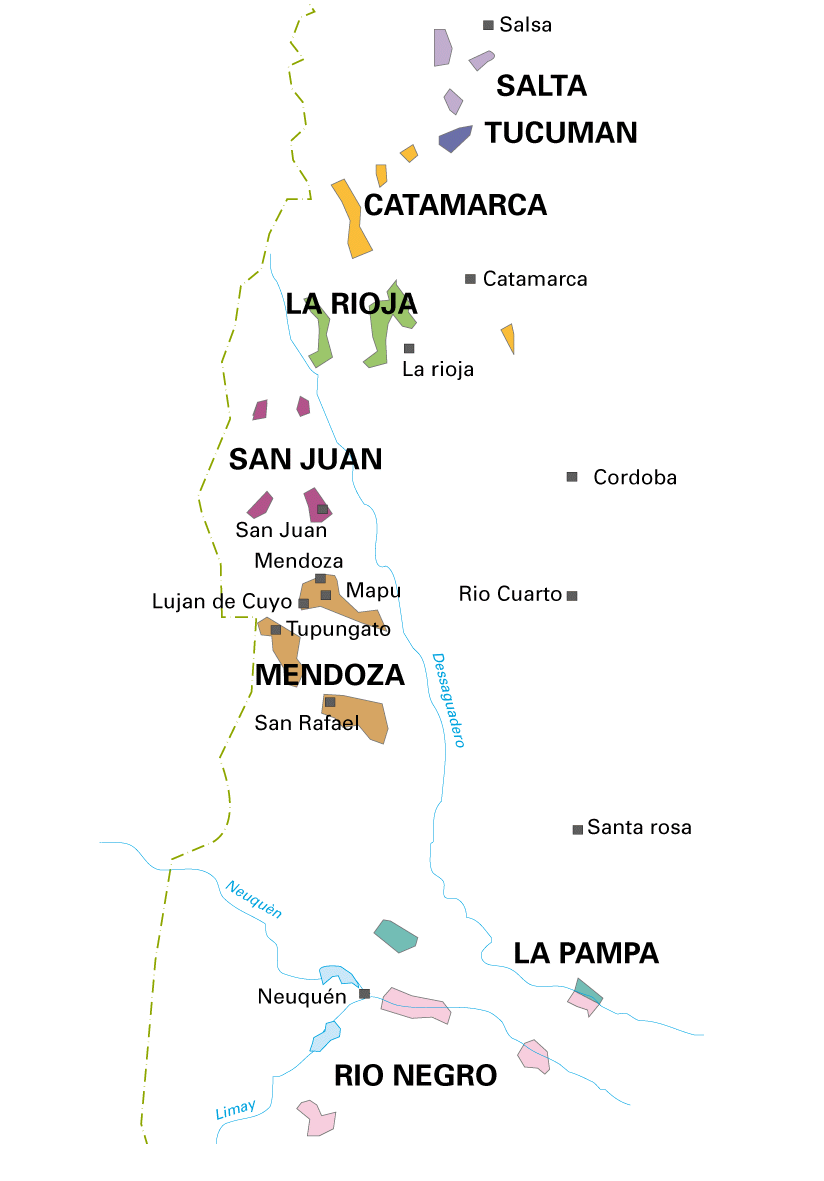 Salsa
SALTA
TUCUMAN
CATAMARCA
Catamarca
LA RIOJA
La rioja
SAN JUAN
Cordoba
San Juan
Mendoza
Mapu
Lujan de Cuyo
Rio Cuarto
Tupungato
MENDOZA
Dessaguadero
San Rafael
Santa rosa
Neuquèn
LA PAMPA
Neuquén
RIO NEGRO
Limay